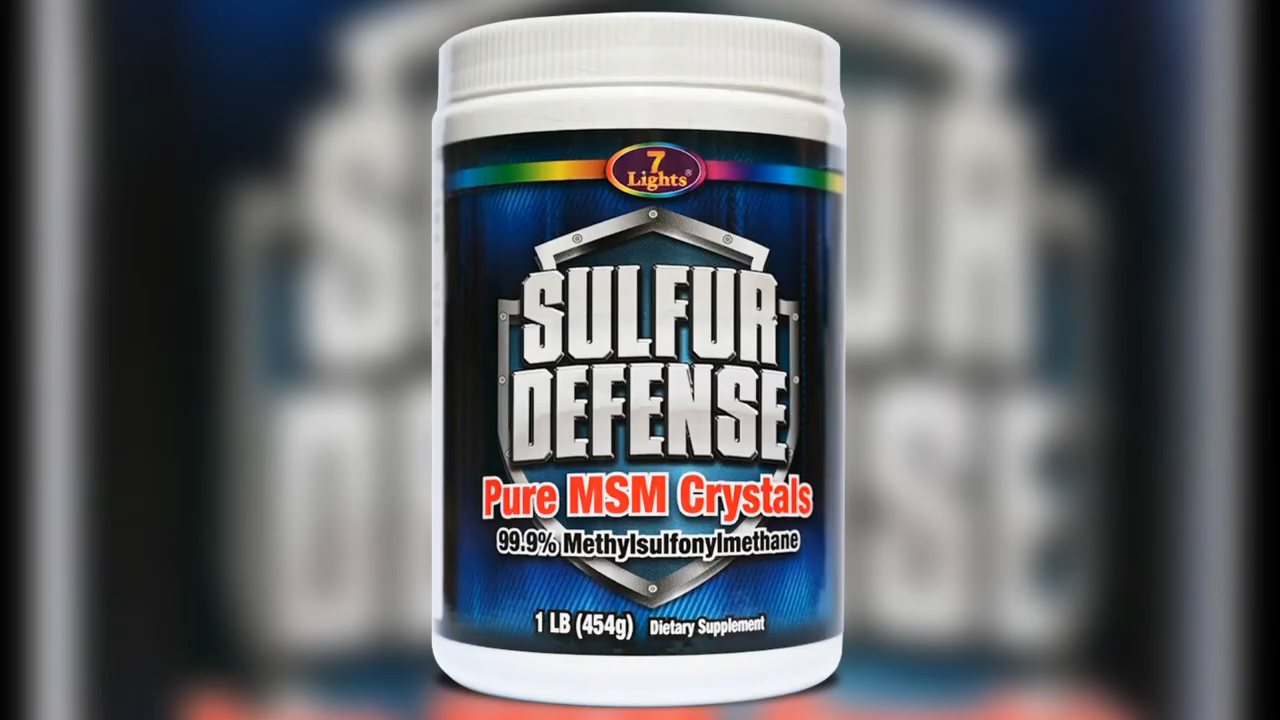 7
Lights®
SULFUR
DEFENSE
Pure MSM Crystals
99.9% Methylsulfonylmethane
1 LB (454g) Dietary Supplement